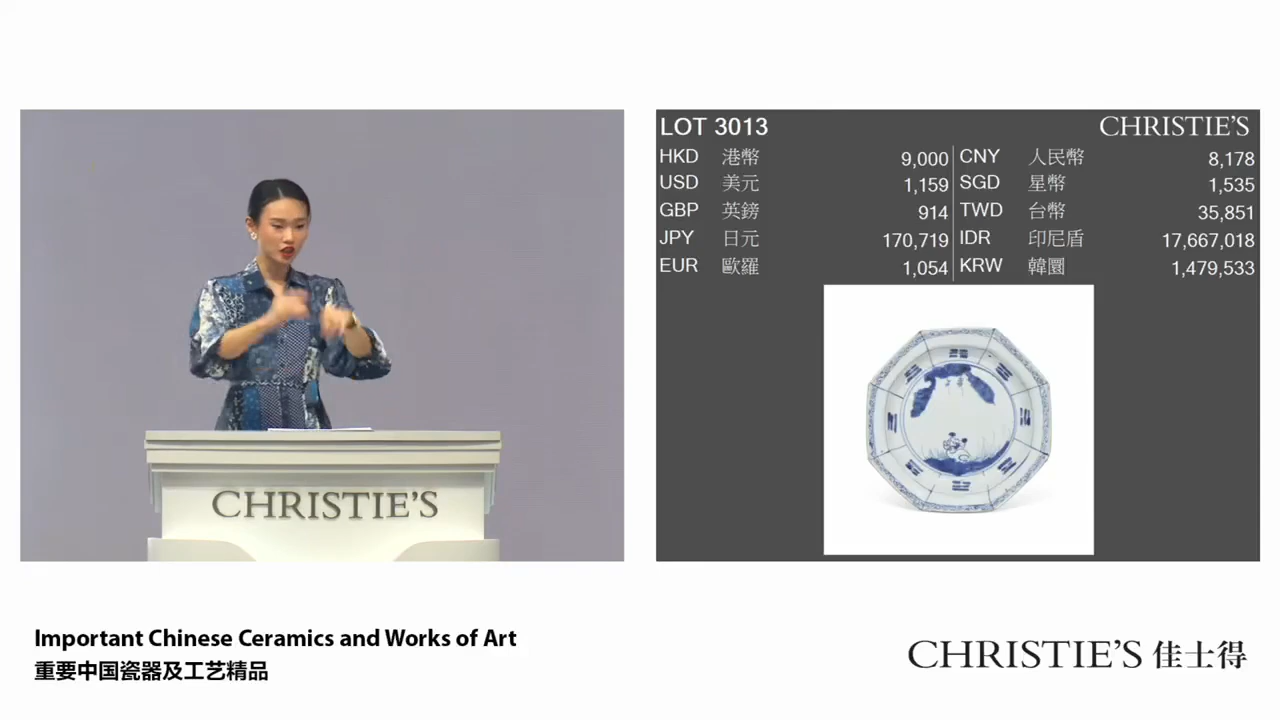 CHRISTIE'S
LOT 3013 CHRISTIE'S
HKD 港幣 9,000 CNY 人民幣 8,178
USD 美元 1,159 SGD 星幣 1,535
GBP 英鎊 914 TWD 台幣 35,851
JPY 日元 170,719 IDR 印尼盾 17,667,018
EUR 歐羅 1,054 KRW 韓圜 1,479,533
Important Chinese Ceramics and Works of Art
重要中国瓷器及工艺精品
CHRISTIE'S 佳士得